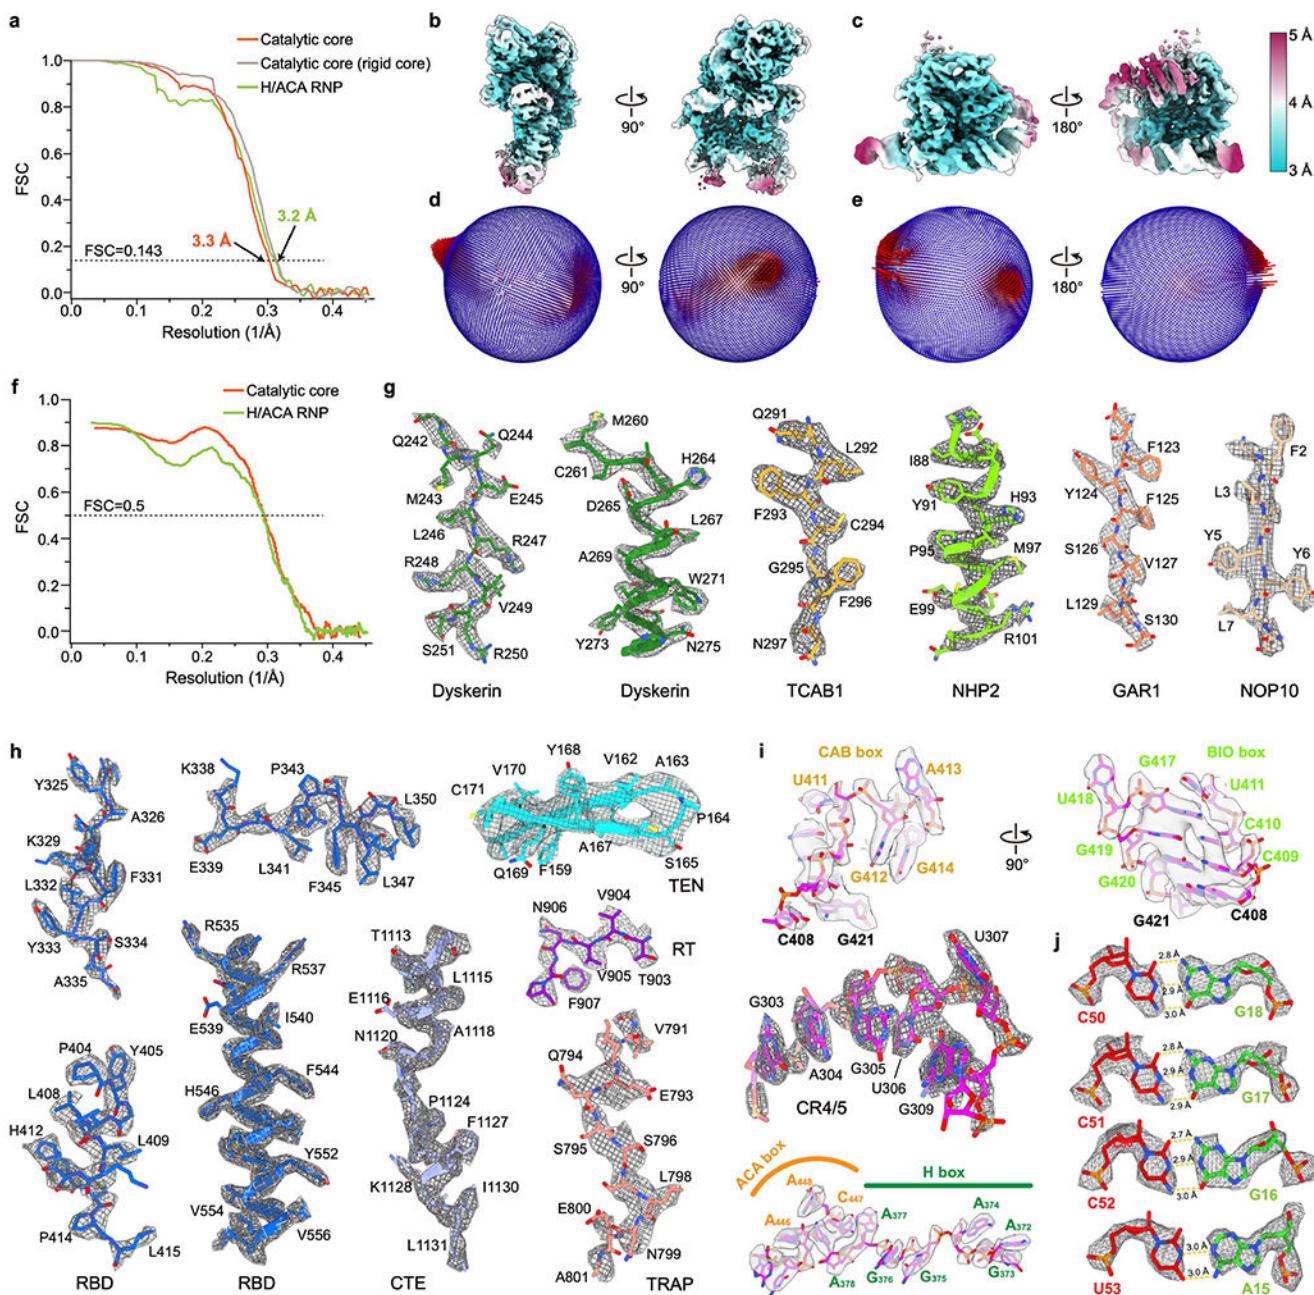 a
Catalytic core
Catalytic core (rigid core)
H/ACA RNP
1.0
0.8
0.6
0.4
0.2
0.0
FSC
3.2 Å
3.3 Å
FSC=0.143
0.0 0.1 0.2 0.3 0.4
Resolution (1/Å)
b
90°
c
180°
5 Å
4 Å
3 Å
d
90°
e
180°
f
Catalytic core
H/ACA RNP
1.0
0.8
0.6
0.4
0.2
0.0
FSC
FSC=0.5
0.0 0.1 0.2 0.3 0.4
Resolution (1/Å)
g
Q242
Q244
M243
E245
L246
R247
R248
V249
S251
R250
Dyskerin
M260
C261
H264
D265
L267
A269
W271
Y273
N275
Dyskerin
Q291
L292
F293
C294
G295
F296
N297
TCAB1
I88
Y91
H93
P95
M97
E99
R101
NHP2
F123
Y124
F125
S126
V127
L129
S130
GAR1
F2
L3
Y5
Y6
L7
NOP10
h
Y325
A326
K329
F331
L332
Y333
S334
A335
K338
P343
L350
E339
L341
F345
L347
Y168
V162
A163
V170
C171
P164
A167
S165
Q169
F159
TEN
P404
Y405
L408
H412
L409
P414
L415
RBD
R535
R537
E539
I540
F544
H546
Y552
V554
V556
RBD
T1113
L1115
E1116
A1118
N1120
P1124
F1127
K1128
I1130
L1131
CTE
N906
V904
V905
T903
F907
RT
V791
Q794
E793
S795
S796
L798
E800
N799
A801
TRAP
i
CAB box
U411
A413
G412
G414
C408
G421
90°
BIO box
G417
U411
U418
C410
G419
C409
G420
G421
C408
U307
G303
A304
G305
U306
G309
CR4/5
ACA box
H box
A448
C447
A446
A377
A374
A372
A378
G376
G375
G373
j
2.8 Å
2.9 Å
3.0 Å
C50
G18
2.8 Å
2.9 Å
2.9 Å
C51
G17
2.7 Å
2.9 Å
3.0 Å
C52
G16
3.0 Å
3.0 Å
U53
A15